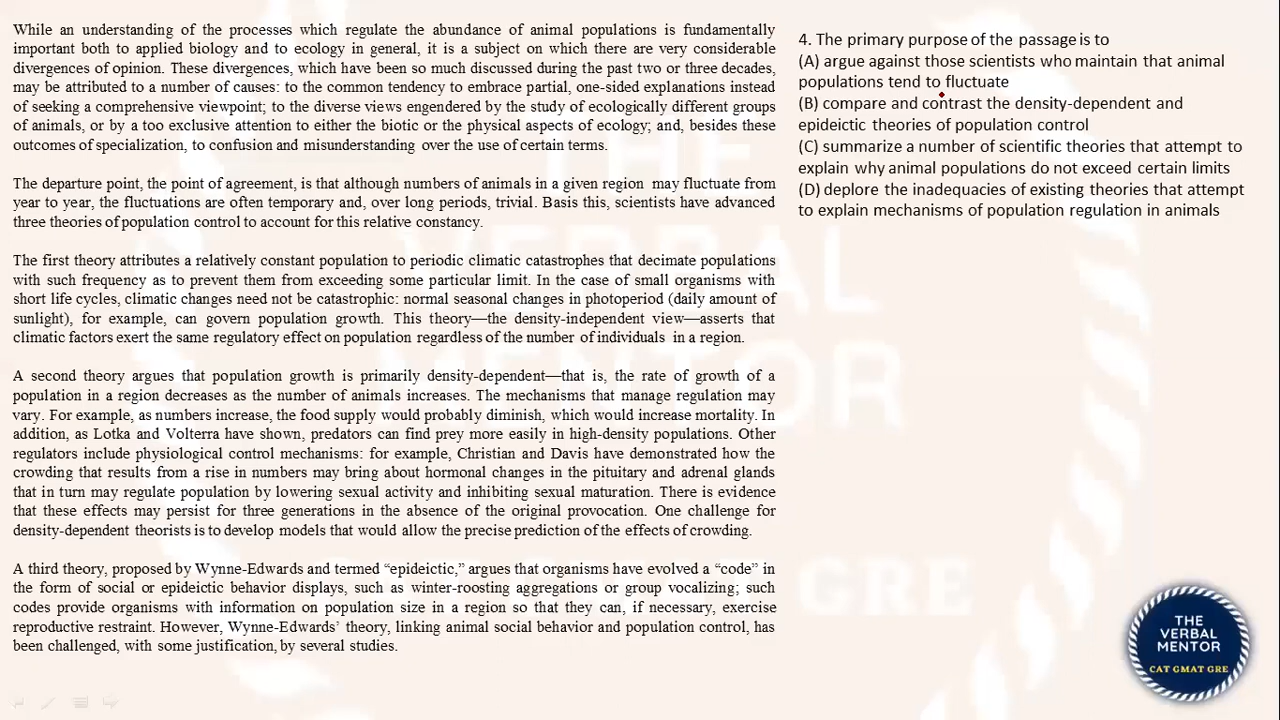 While an understanding of the processes which regulate the abundance of animal populations is fundamentally
important both to applied biology and to ecology in general, it is a subject on which there are very considerable
divergences of opinion. These divergences, which have been so much discussed during the past two or three decades,
may be attributed to a number of causes: to the common tendency to embrace partial, one-sided explanations instead
of seeking a comprehensive viewpoint; to the diverse views engendered by the study of ecologically different groups
of animals, or by a too exclusive attention to either the biotic or the physical aspects of ecology; and, besides these
outcomes of specialization, to confusion and misunderstanding over the use of certain terms.
The departure point, the point of agreement, is that although numbers of animals in a given region may fluctuate from
year to year, the fluctuations are often temporary and, over long periods, trivial. Basis this, scientists have advanced
three theories of population control to account for this relative constancy.
The first theory attributes a relatively constant population to periodic climatic catastrophes that decimate populations
with such frequency as to prevent them from exceeding some particular limit. In the case of small organisms with
short life cycles, climatic changes need not be catastrophic: normal seasonal changes in photoperiod (daily amount of
sunlight), for example, can govern population growth. This theory—the density-independent view—asserts that
climatic factors exert the same regulatory effect on population regardless of the number of individuals in a region.
A second theory argues that population growth is primarily density-dependent—that is, the rate of growth of a
population in a region decreases as the number of animals increases. The mechanisms that manage regulation may
vary. For example, as numbers increase, the food supply would probably diminish, which would increase mortality. In
addition, as Lotka and Volterra have shown, predators can find prey more easily in high-density populations. Other
regulators include physiological control mechanisms: for example, Christian and Davis have demonstrated how the
crowding that results from a rise in numbers may bring about hormonal changes in the pituitary and adrenal glands
that in turn may regulate population by lowering sexual activity and inhibiting sexual maturation. There is evidence
that these effects may persist for three generations in the absence of the original provocation. One challenge for
density-dependent theorists is to develop models that would allow the precise prediction of the effects of crowding.
A third theory, proposed by Wynne-Edwards and termed “epideictic,” argues that organisms have evolved a “code” in
the form of social or epideictic behavior displays, such as winter-roosting aggregations or group vocalizing; such
codes provide organisms with information on population size in a region so that they can, if necessary, exercise
reproductive restraint. However, Wynne-Edwards’ theory, linking animal social behavior and population control, has
been challenged, with some justification, by several studies.
4. The primary purpose of the passage is to
(A) argue against those scientists who maintain that animal
populations tend to fluctuate
(B) compare and contrast the density-dependent and
epideictic theories of population control
(C) summarize a number of scientific theories that attempt to
explain why animal populations do not exceed certain limits
(D) deplore the inadequacies of existing theories that attempt
to explain mechanisms of population regulation in animals
THE
VERBAL
MENTOR
GRE
THE
VERBAL
MENTOR
CAT GMAT GRE